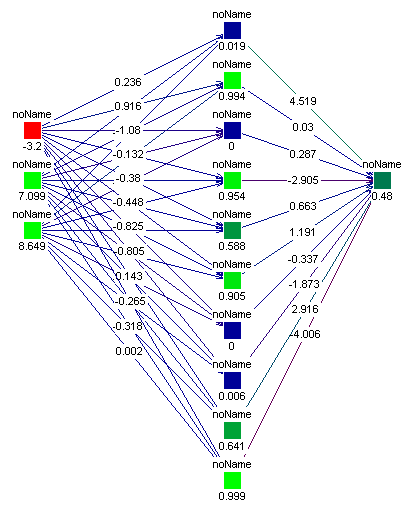 noName
0.019
noName
0.994
noName
0
noName
0.954
noName
0.588
noName
0.905
noName
0
noName
0.006
noName
0.641
noName
0.999
noName
-3.2
noName
7.099
noName
8.649
0.236
0.916
-1.08
-0.132
-0.38
-0.448
-0.825
-0.805
0.143
-0.265
-0.318
0.002
4.519
0.03
0.287
-2.905
0.663
1.191
-0.337
-1.873
2.916
-4.006
noName
0.48